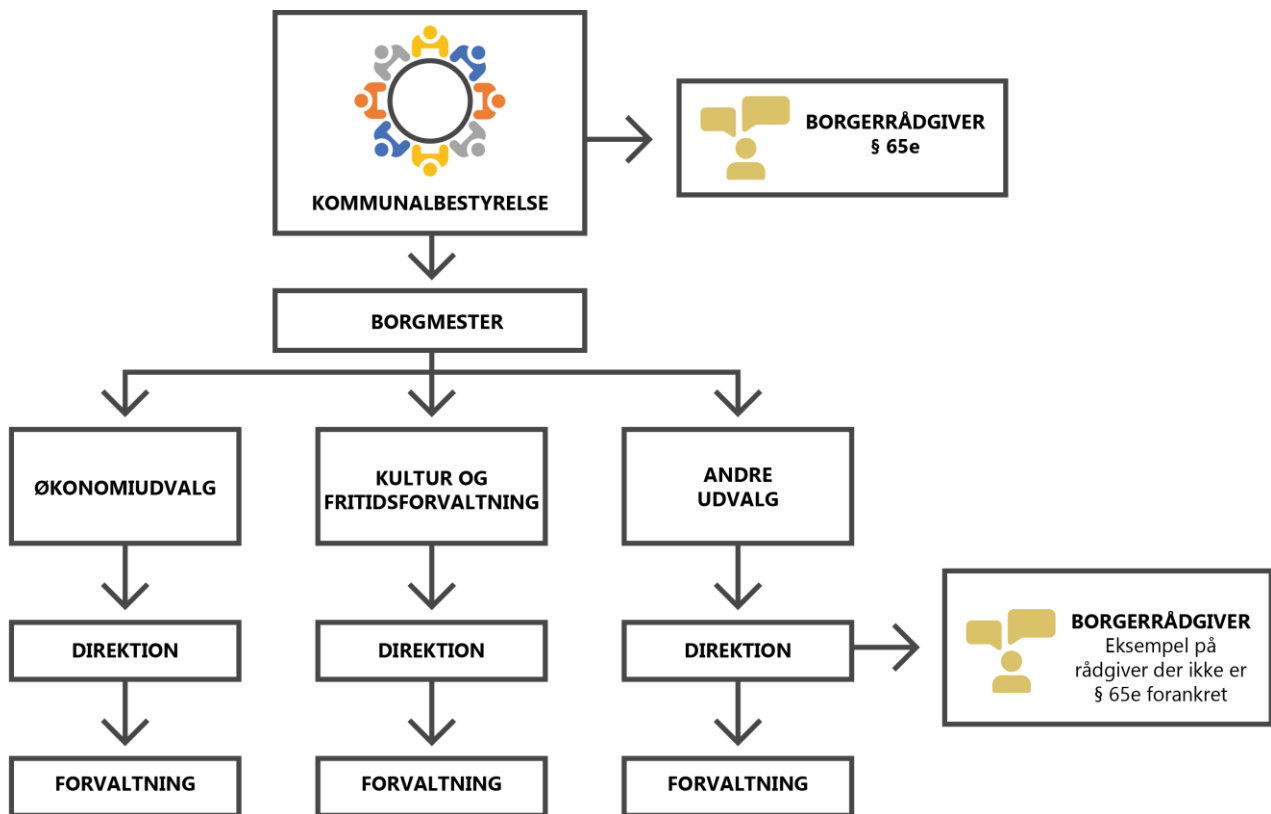 KOMMUNALBESTYRELSE
BORGERRÅDGIVER
§ 65e
BORGMESTER
ØKONOMIUDVALG
KULTUR OG
FRITIDSFORVALTNING
ANDRE
UDVALG
DIREKTION
DIREKTION
DIREKTION
BORGERRÅDGIVER
Eksempel på
rådgiver der ikke er
§ 65e forankret
FORVALTNING
FORVALTNING
FORVALTNING